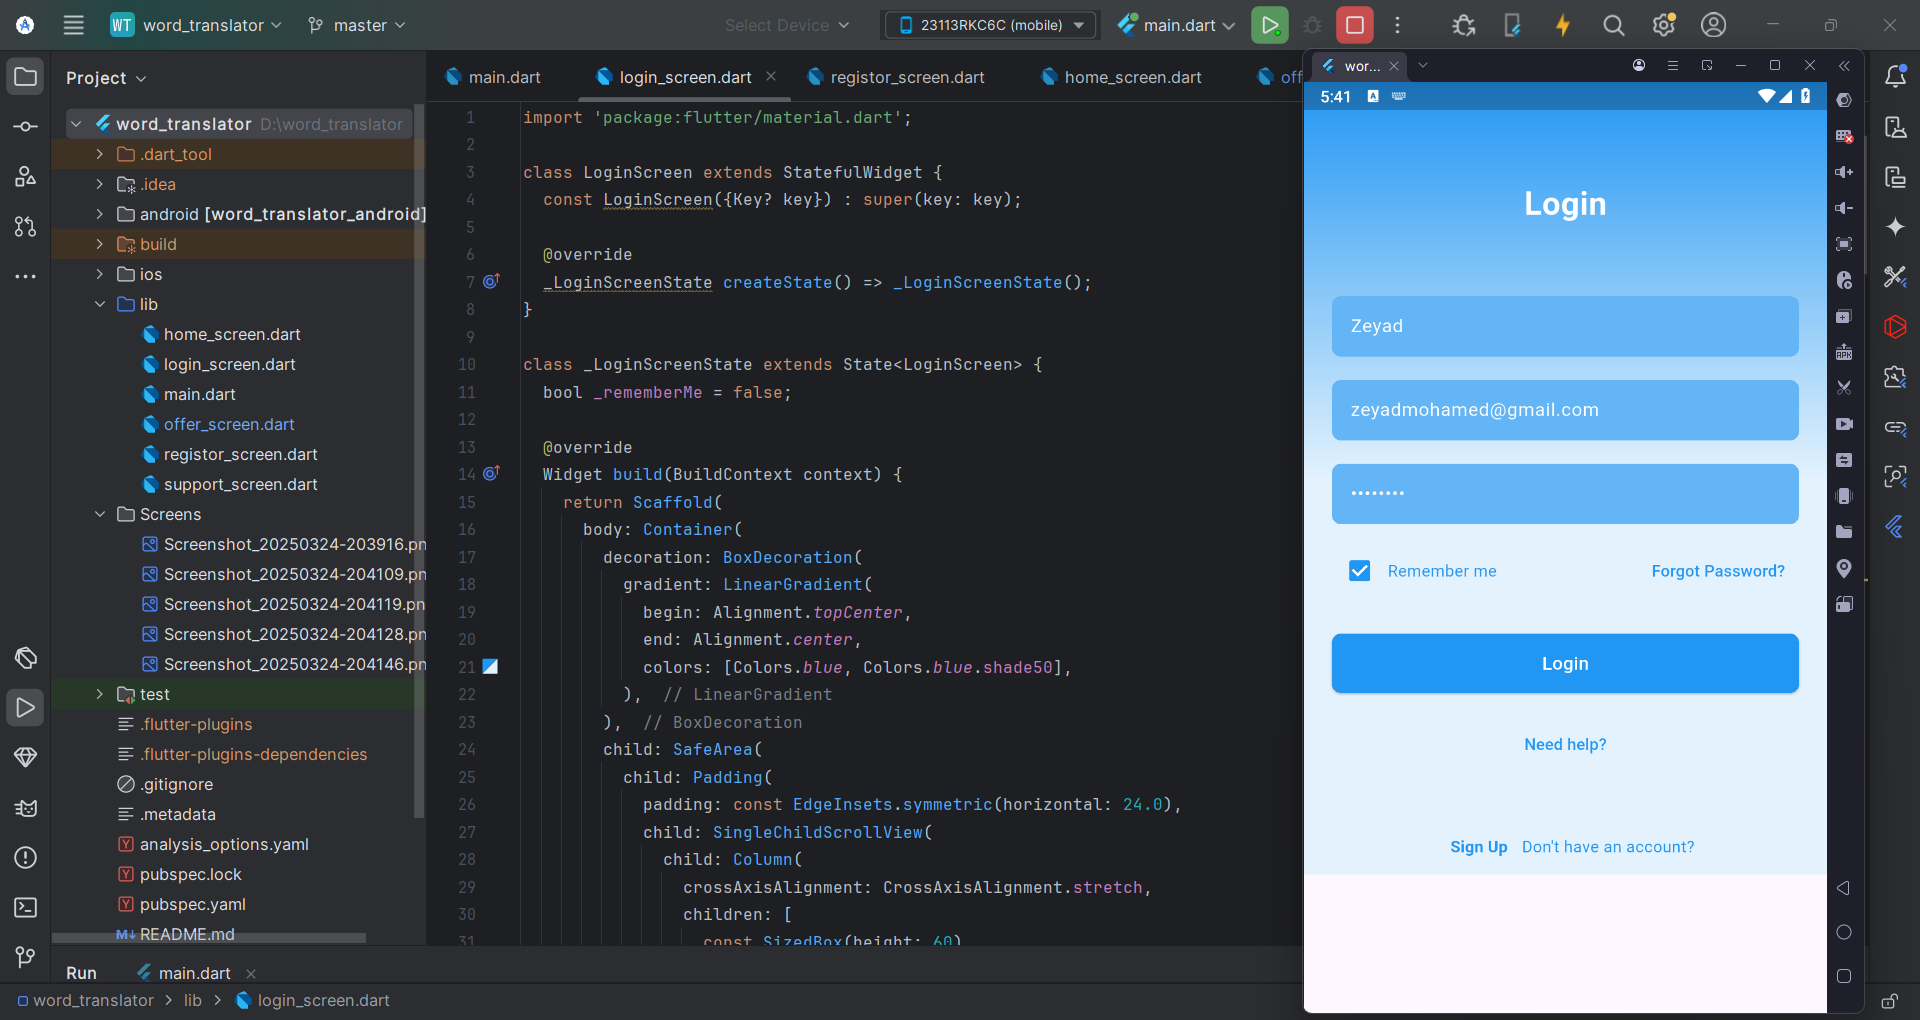 WT word_translator master Select Device 23113RKC6C (mobile) main.dart
Project
word_translator D:\word_translator
.dart_tool
.idea
android [word_translator_android]
build
ios
lib
home_screen.dart
login_screen.dart
main.dart
offer_screen.dart
registor_screen.dart
support_screen.dart
Screens
Screenshot_20250324-203916.pn
Screenshot_20250324-204109.pn
Screenshot_20250324-204119.pn
Screenshot_20250324-204128.pn
Screenshot_20250324-204146.pn
test
.flutter-plugins
.flutter-plugins-dependencies
.gitignore
.metadata
analysis_options.yaml
pubspec.lock
pubspec.yaml
README.md
main.dart login_screen.dart registor_screen.dart home_screen.dart off
1 import 'package:flutter/material.dart';
2
3 class LoginScreen extends StatefulWidget {
4 const LoginScreen({Key? key}) : super(key: key);
5
6 @override
7 _LoginScreenState createState() => _LoginScreenState();
8 }
9
10 class _LoginScreenState extends State<LoginScreen> {
11 bool _rememberMe = false;
12
13 @override
14 Widget build(BuildContext context) {
15 return Scaffold(
16 body: Container(
17 decoration: BoxDecoration(
18 gradient: LinearGradient(
19 begin: Alignment.topCenter,
20 end: Alignment.center,
21 colors: [Colors.blue, Colors.blue.shade50],
22 ), // LinearGradient
23 ), // BoxDecoration
24 child: SafeArea(
25 child: Padding(
26 padding: const EdgeInsets.symmetric(horizontal: 24.0),
27 child: SingleChildScrollView(
28 child: Column(
29 crossAxisAlignment: CrossAxisAlignment.stretch,
30 children: [
31 const SizedBox(height: 60)
wor...
5:41
Login
Zeyad
zeyadmohamed@gmail.com
••••••••
Remember me Forgot Password?
Login
Need help?
Sign Up Don't have an account?
Run main.dart
word_translator > lib > login_screen.dart